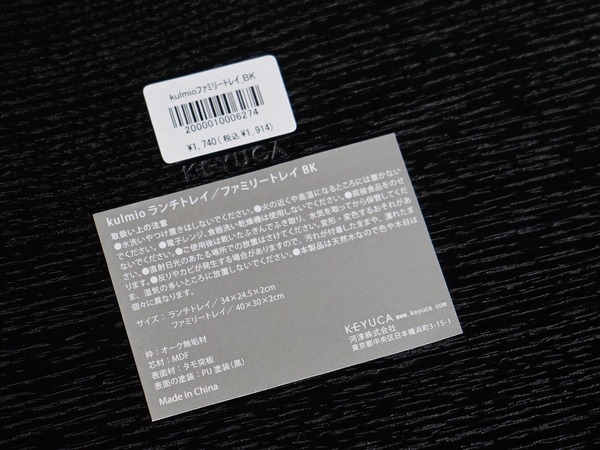 kulmioファミリートレイ BK
2000010006274
¥1,740(税込¥1,914)
KEYUCA
kulmio ランチトレイ/ファミリートレイ BK
取扱い上の注意
●水洗いやつけ置きはしないでください。●火の近くや高温になるところには置かない
でください。●電子レンジ、食器洗い乾燥機は使用しないでください。●直接食品をのせ
ないでください。●ご使用後は乾いたふきんでふき取り、水気を取ってから保管してくだ
さい。●直射日光のあたる場所での放置はさけてください。変形・変色するおそれがあ
ります。●反りやカビが発生する場合がありますので、汚れが付着したままや、濡れたま
ま、湿気の多いところに放置しないでください。●本製品は天然木なので色や木目は
個々に異なります。
サイズ:ランチトレイ/34×24.5×2cm
ファミリートレイ/40×30×2cm
枠:オーク無垢材
芯材:MDF
表面材:タモ突板
表面の塗装:PU塗装(黒)
Made in China
KEYUCA www.keyuca.com
河淳株式会社
東京都中央区日本橋浜町3-15-1